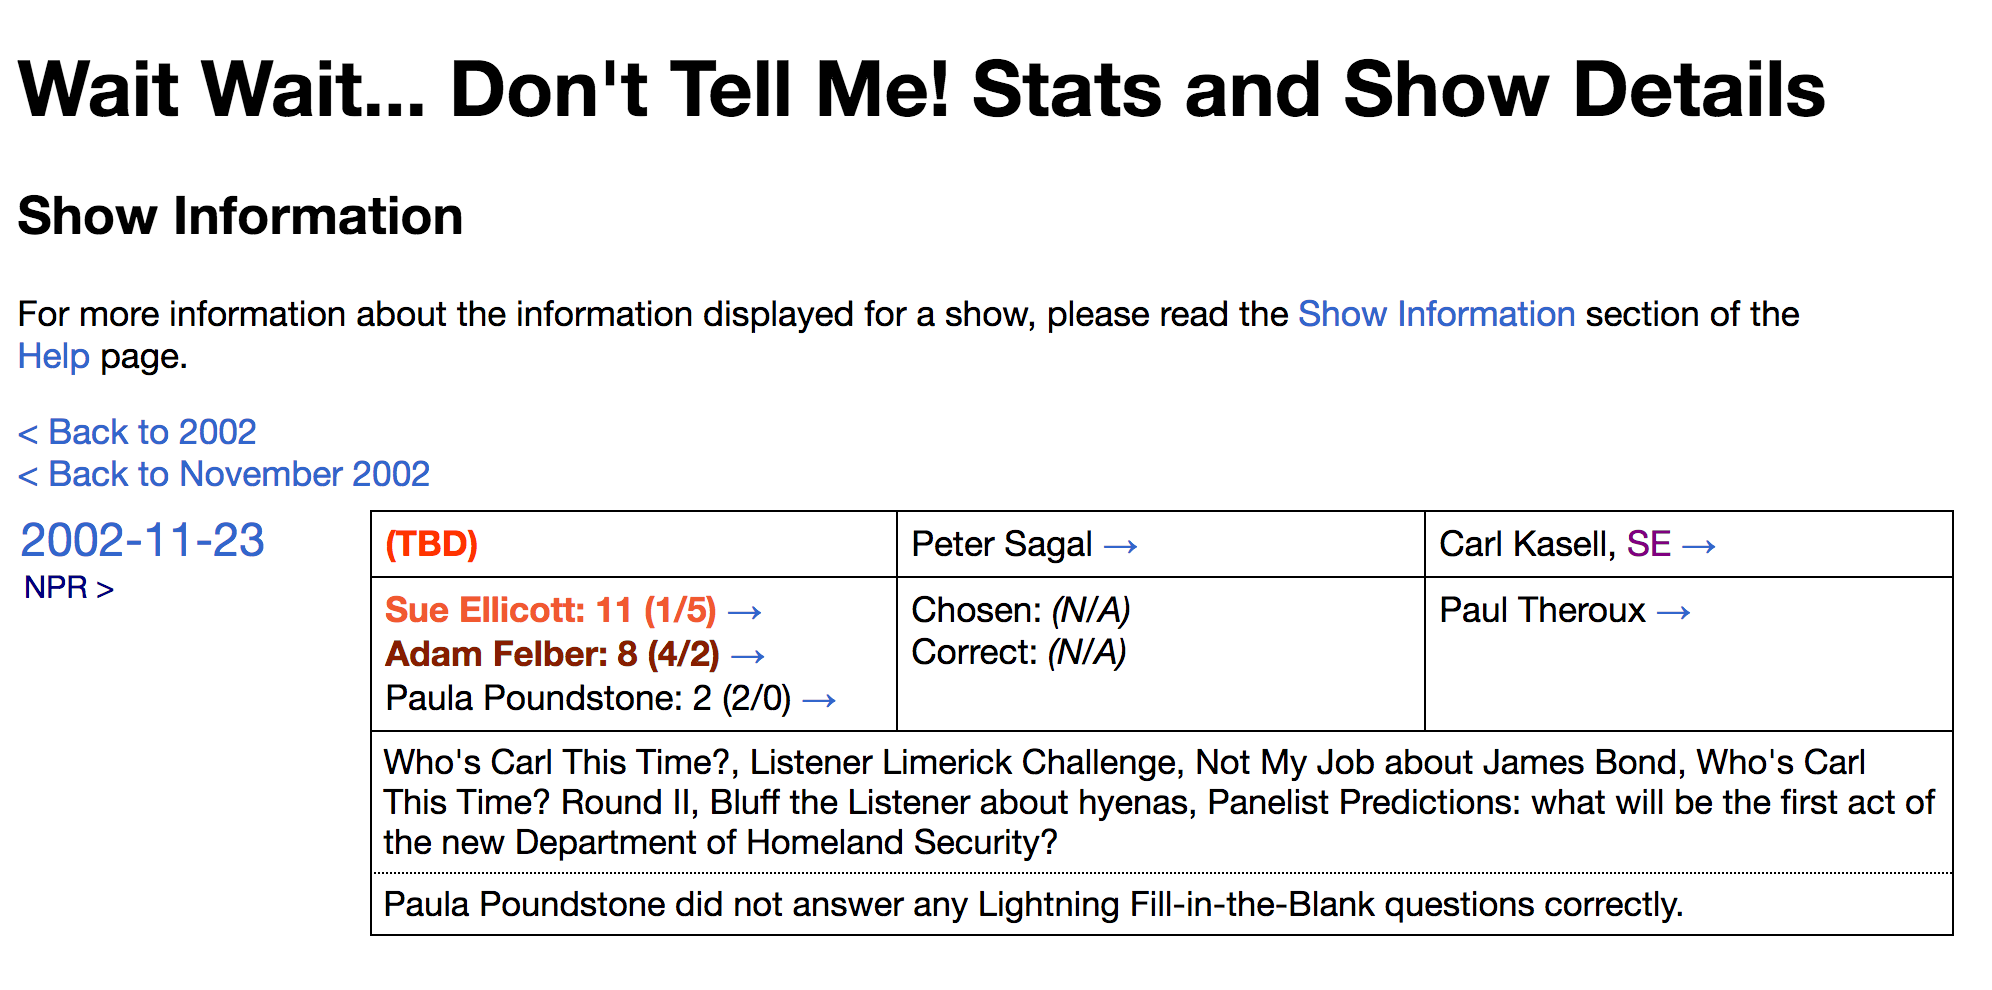 Wait Wait... Don't Tell Me! Stats and Show Details
Show Information
For more information about the information displayed for a show, please read the Show Information section of the
Help page.
< Back to 2002
< Back to November 2002
2002-11-23
NPR >
(TBD)
Peter Sagal →
Carl Kasell, SE →
Sue Ellicott: 11 (1/5) →
Adam Felber: 8 (4/2) →
Paula Poundstone: 2 (2/0) →
Chosen: (N/A)
Correct: (N/A)
Paul Theroux →
Who's Carl This Time?, Listener Limerick Challenge, Not My Job about James Bond, Who's Carl
This Time? Round II, Bluff the Listener about hyenas, Panelist Predictions: what will be the first act of
the new Department of Homeland Security?
Paula Poundstone did not answer any Lightning Fill-in-the-Blank questions correctly.